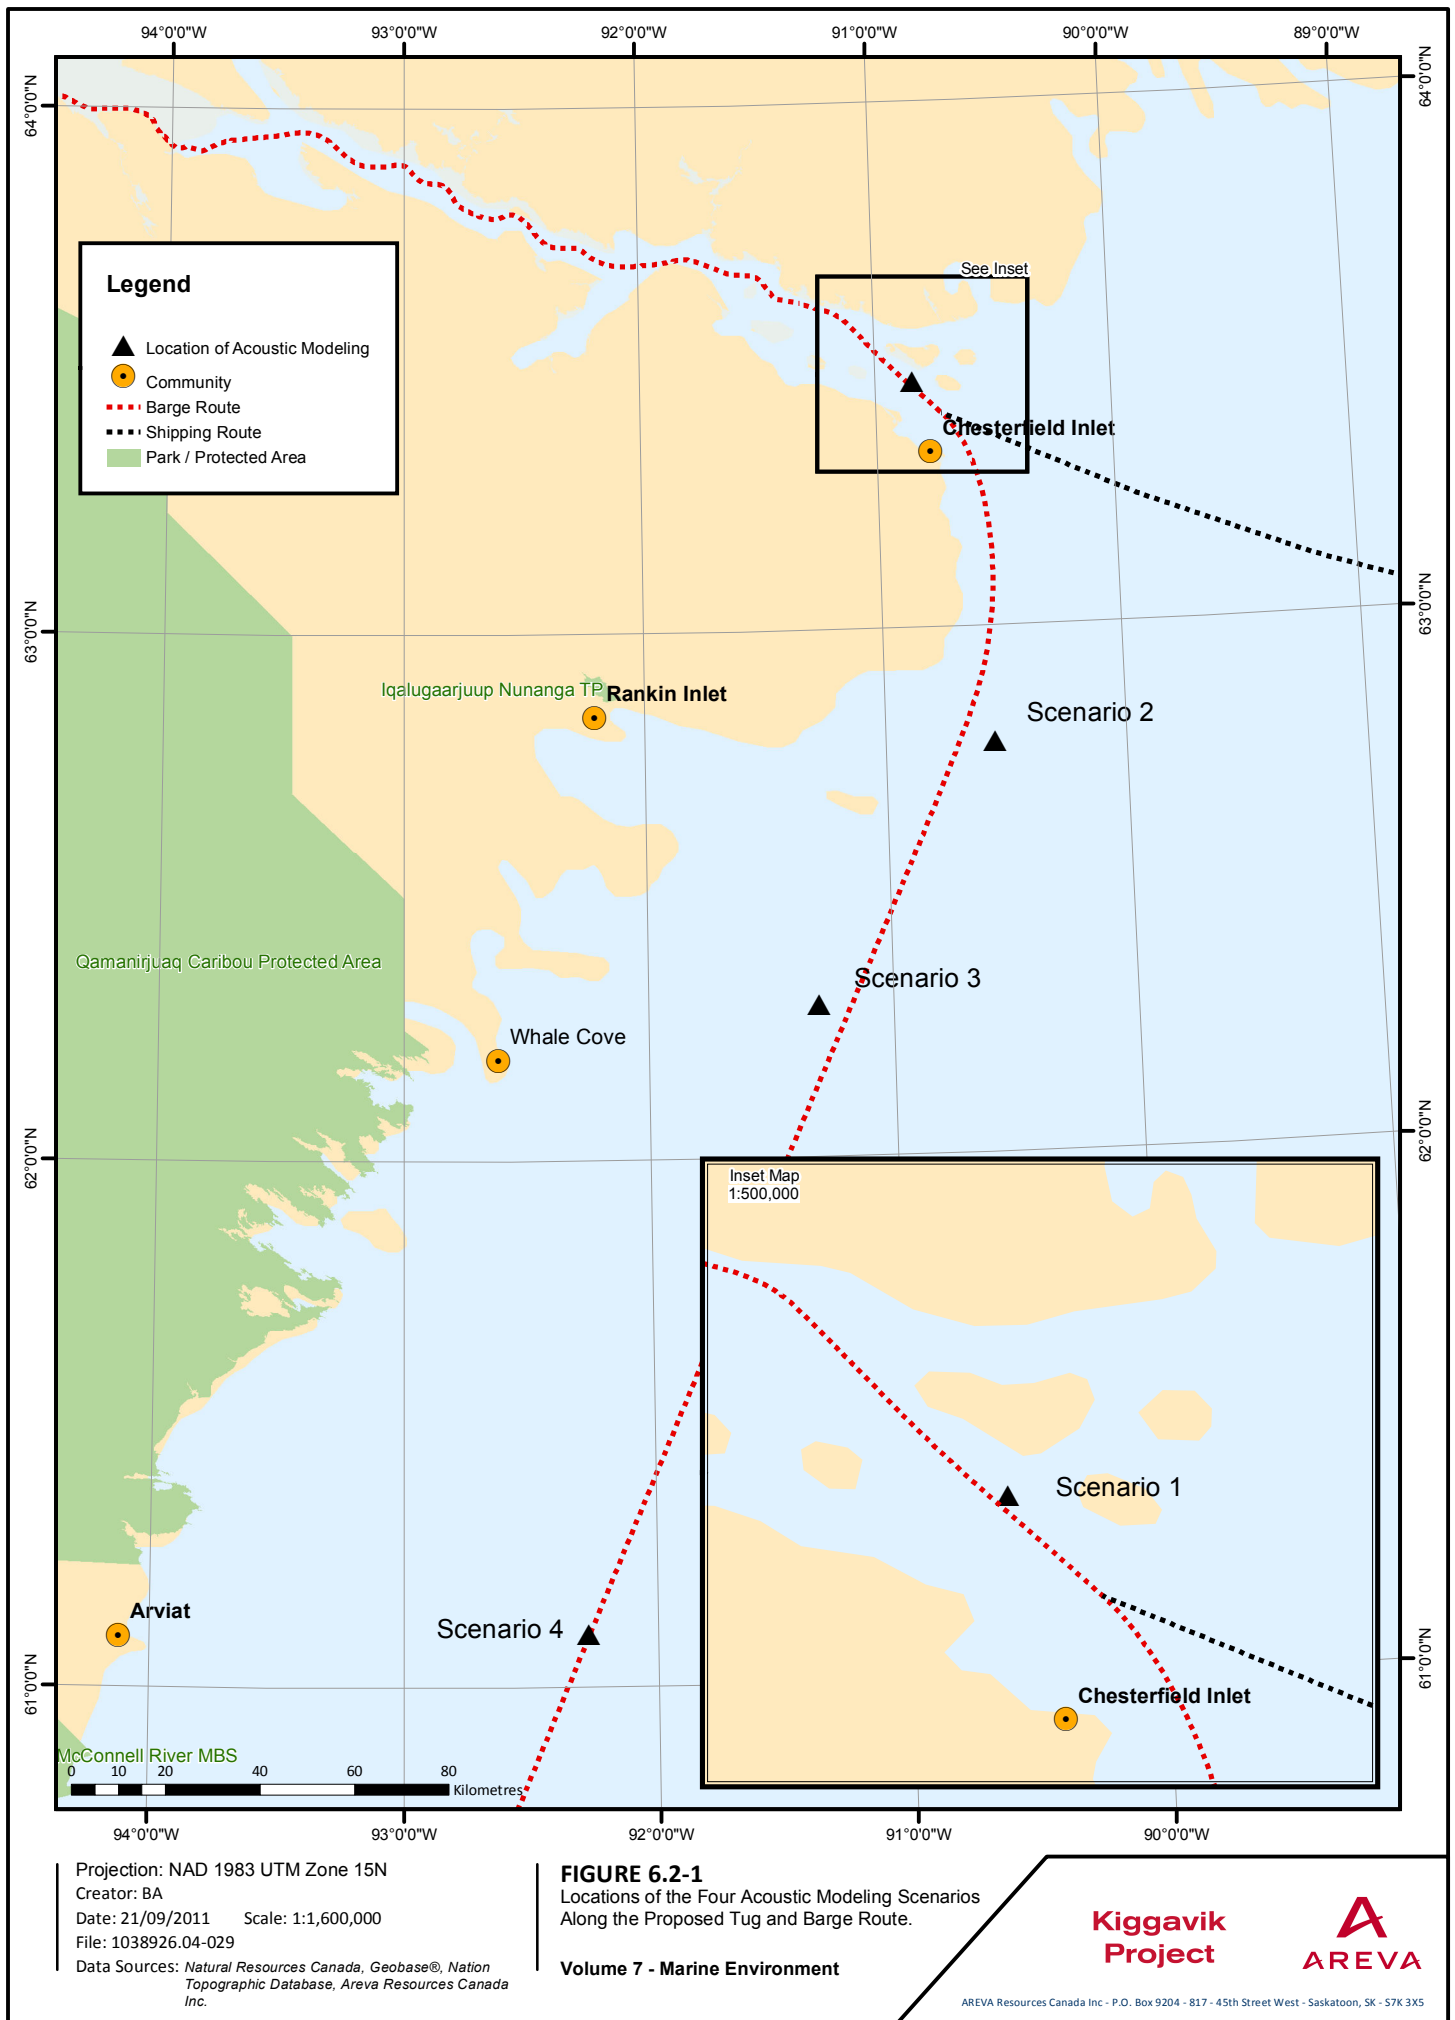 94°0'0"W
93°0'0"W
92°0'0"W
91°0'0"W
90°0'0"W
89°0'0"W
64°0'0"N
64°0'0"N
Legend
Location of Acoustic Modeling
Community
Barge Route
Shipping Route
Park / Protected Area
See Inset
Chesterfield Inlet
63°0'0"N
63°0'0"N
Iqalugaarjuup Nunanga TP
Rankin Inlet
Scenario 2
Qamanirjuaq Caribou Protected Area
Scenario 3
Whale Cove
62°0'0"N
62°0'0"N
Inset Map
1:500,000
Scenario 1
Chesterfield Inlet
Arviat
Scenario 4
61°0'0"N
61°0'0"N
McConnell River MBS
0 10 20 40 60 80
Kilometres
94°0'0"W
93°0'0"W
92°0'0"W
91°0'0"W
90°0'0"W
Projection: NAD 1983 UTM Zone 15N
Creator: BA
Date: 21/09/2011 Scale: 1:1,600,000
File: 1038926.04-029
Data Sources: Natural Resources Canada, Geobase®, Nation
Topographic Database, Areva Resources Canada
Inc.
FIGURE 6.2-1
Locations of the Four Acoustic Modeling Scenarios
Along the Proposed Tug and Barge Route.
Volume 7 - Marine Environment
Kiggavik
Project
AREVA
AREVA Resources Canada Inc - P.O. Box 9204 - 817 - 45th Street West - Saskatoon, SK - S7K 3X5